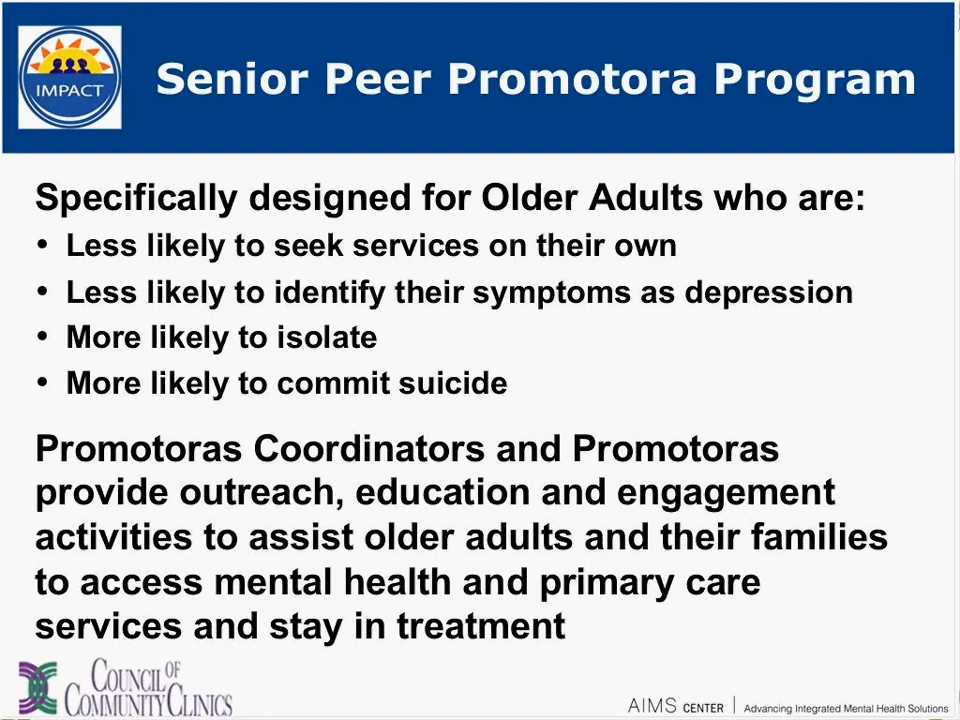 IMPACT
Senior Peer Promotora Program
Specifically designed for Older Adults who are:
• Less likely to seek services on their own
• Less likely to identify their symptoms as depression
• More likely to isolate
• More likely to commit suicide
Promotoras Coordinators and Promotoras
provide outreach, education and engagement
activities to assist older adults and their families
to access mental health and primary care
services and stay in treatment
COUNCIL OF
COMMUNITY CLINICS
AIMS CENTER | Advancing Integrated Mental Health Solutions